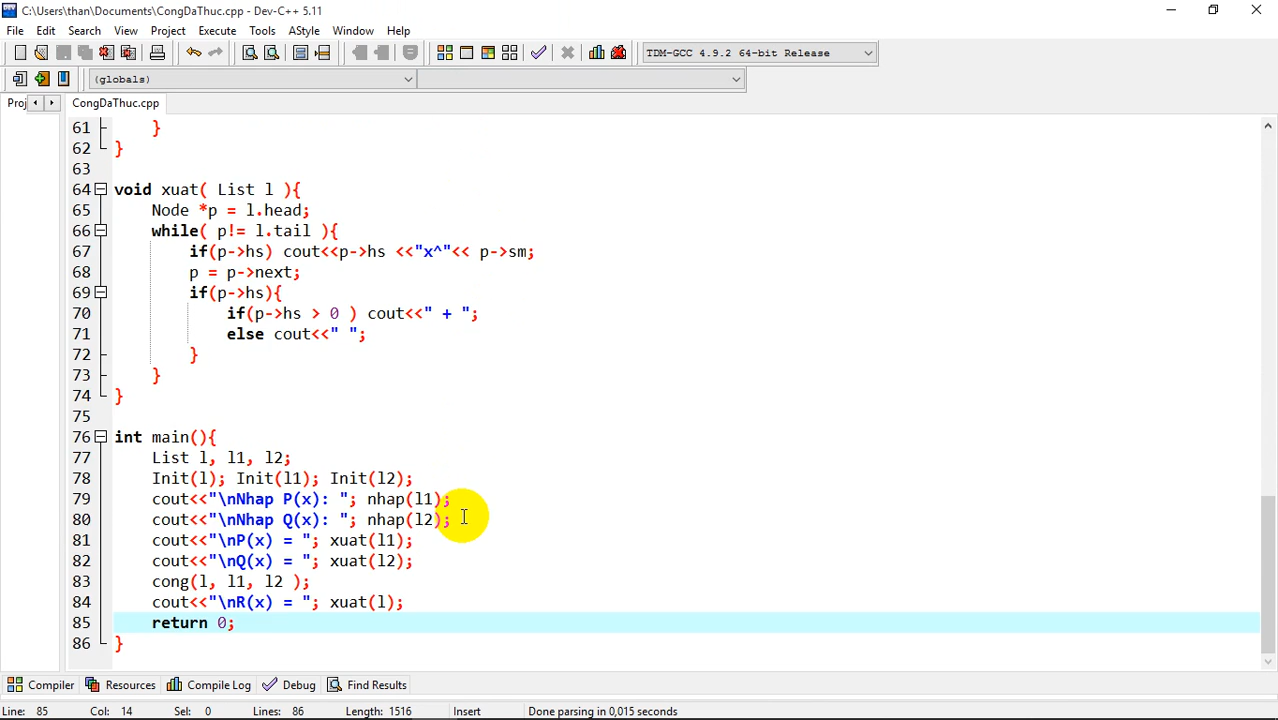 C:\Users\than\Documents\CongDaThuc.cpp - Dev-C++ 5.11
File Edit Search View Project Execute Tools AStyle Window Help
TDM-GCC 4.9.2 64-bit Release
(globals)
Proj CongDaThuc.cpp
61 }
62 }
63
64 void xuat( List l ){
65 Node *p = l.head;
66 while( p!= l.tail ){
67 if(p->hs) cout<<p->hs <<"x^"<< p->sm;
68 p = p->next;
69 if(p->hs){
70 if(p->hs > 0 ) cout<<" + ";
71 else cout<<" ";
72 }
73 }
74 }
75
76 int main(){
77 List l, l1, l2;
78 Init(l); Init(l1); Init(l2);
79 cout<<"\nNhap P(x): "; nhap(l1);
80 cout<<"\nNhap Q(x): "; nhap(l2);
81 cout<<"\nP(x) = "; xuat(l1);
82 cout<<"\nQ(x) = "; xuat(l2);
83 cong(l, l1, l2 );
84 cout<<"\nR(x) = "; xuat(l);
85 return 0;
86 }
Compiler Resources Compile Log Debug Find Results
Line: 85 Col: 14 Sel: 0 Lines: 86 Length: 1516 Insert Done parsing in 0,015 seconds